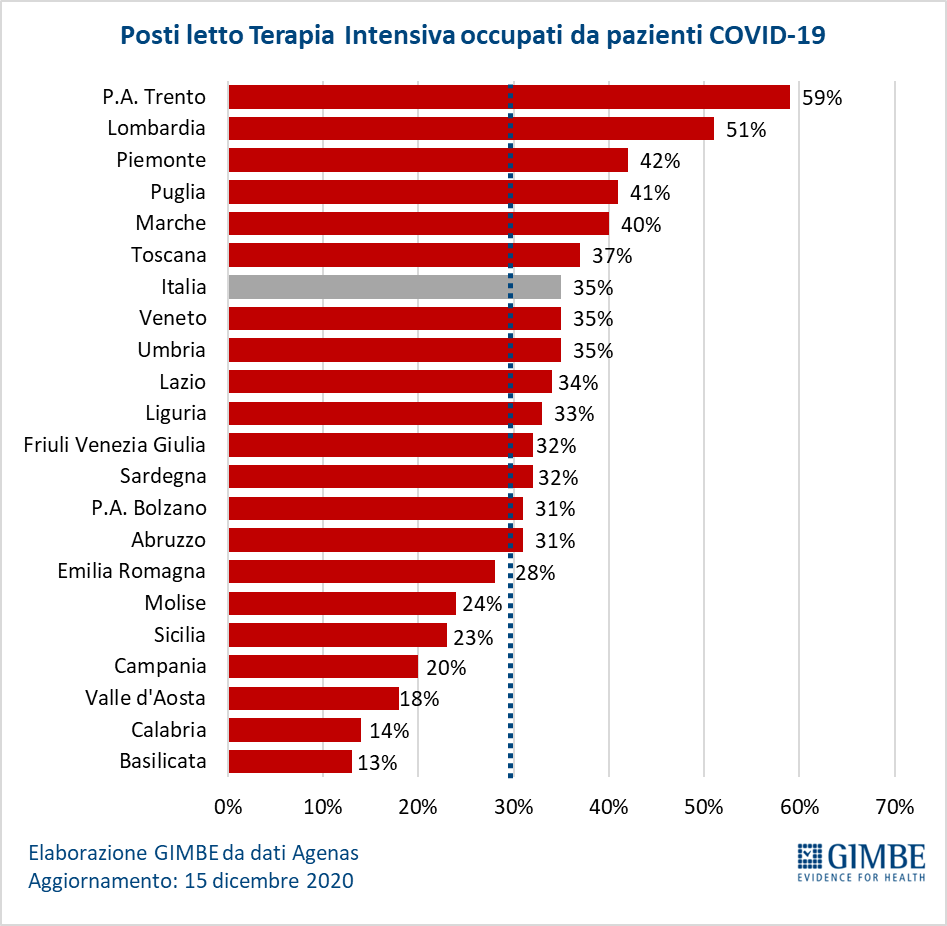 Posti letto Terapia Intensiva occupati da pazienti COVID-19
P.A. Trento 59%
Lombardia 51%
Piemonte 42%
Puglia 41%
Marche 40%
Toscana 37%
Italia 35%
Veneto 35%
Umbria 35%
Lazio 34%
Liguria 33%
Friuli Venezia Giulia 32%
Sardegna 32%
P.A. Bolzano 31%
Abruzzo 31%
Emilia Romagna 28%
Molise 24%
Sicilia 23%
Campania 20%
Valle d'Aosta 18%
Calabria 14%
Basilicata 13%
0% 10% 20% 30% 40% 50% 60% 70%
Elaborazione GIMBE da dati Agenas
Aggiornamento: 15 dicembre 2020
GIMBE
EVIDENCE FOR HEALTH